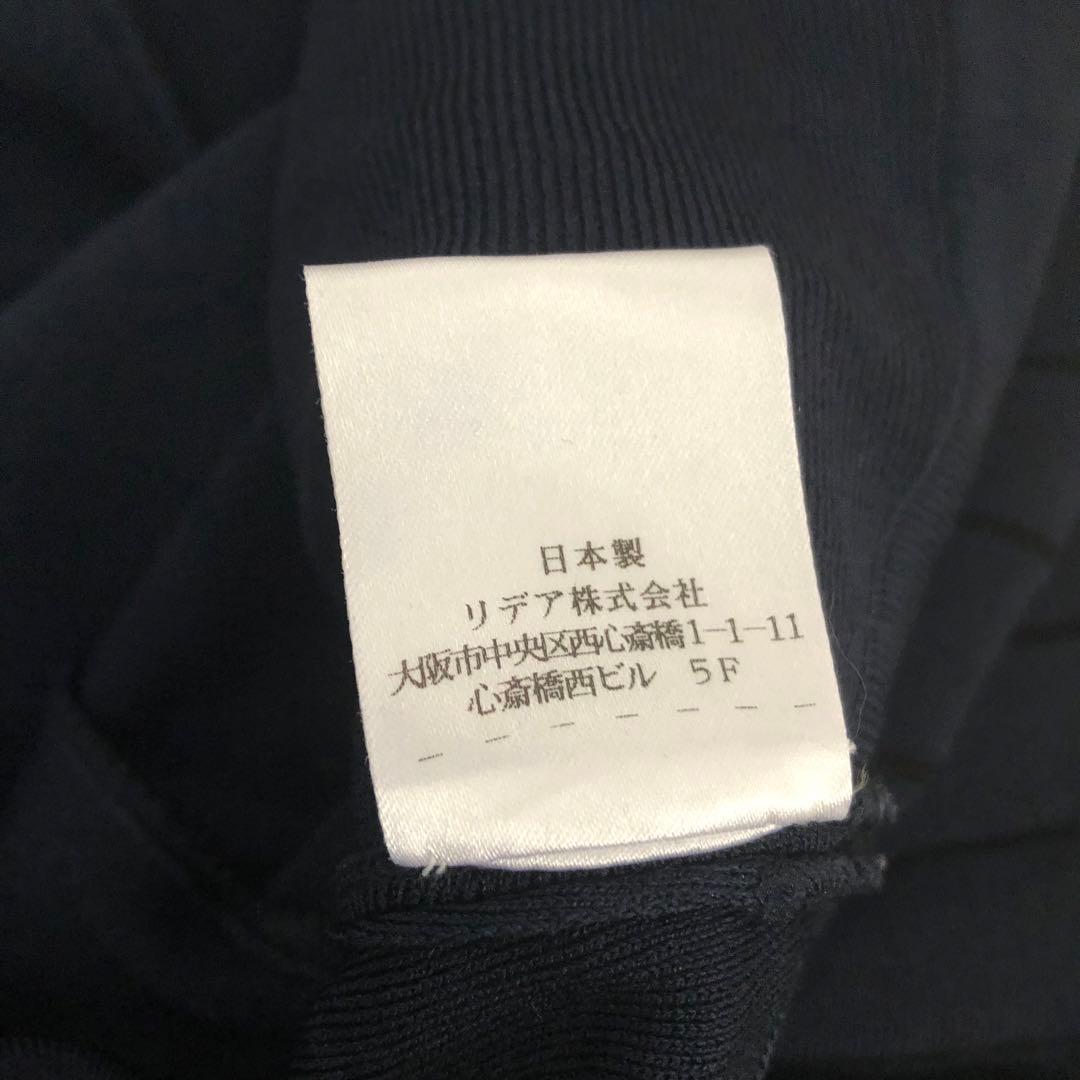 日本製
リデア株式会社
大阪市中央区西心斎橋1-1-11
心斎橋西ビル 5F